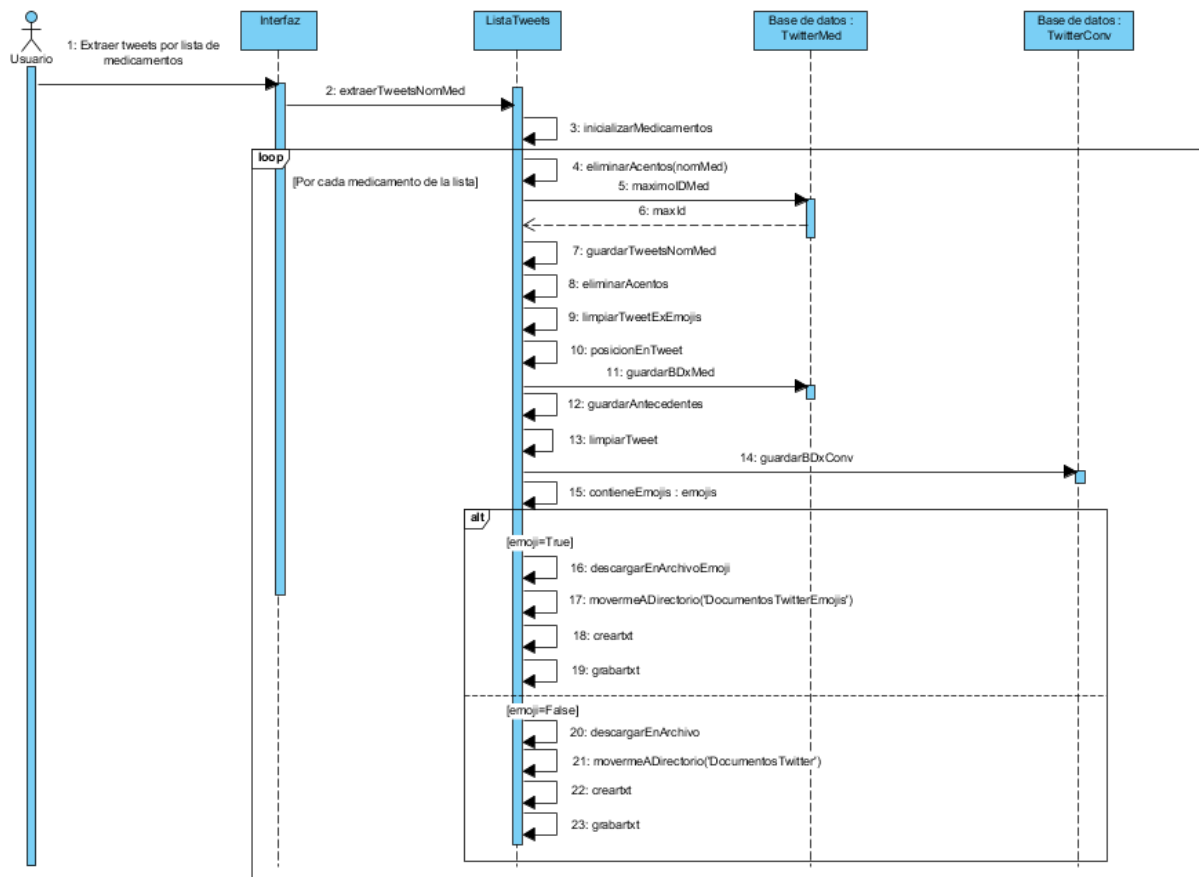 Interfaz
ListaTweets
Base de datos :
TwitterMed
Base de datos :
TwitterConv
Usuario
1: Extraer tweets por lista de
medicamentos
2: extraerTweetsNomMed
3: inicializarMedicamentos
loop
[Por cada medicamento de la lista]
4: eliminarAcentos(nomMed)
5: maximoIDMed
6: maxId
7: guardarTweetsNomMed
8: eliminarAcentos
9: limpiarTweetExEmojis
10: posicionEnTweet
11: guardarBDxMed
12: guardarAntecedentes
13: limpiarTweet
14: guardarBDxConv
15: contieneEmojis : emojis
alt
[emoji=True]
16: descargarEnArchivoEmoji
17: movermeADirectorio('DocumentosTwitterEmojis')
18: creartxt
19: grabartxt
[emoji=False]
20: descargarEnArchivo
21: movermeADirectorio('DocumentosTwitter')
22: creartxt
23: grabartxt